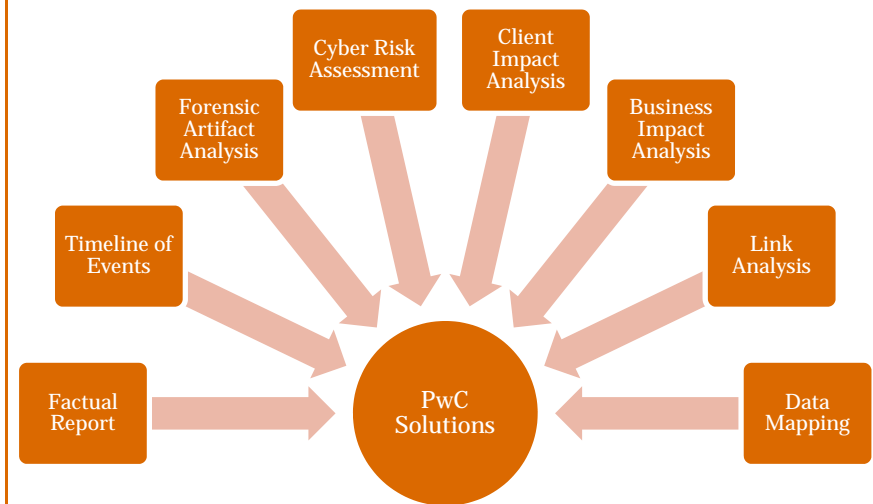 Factual
Report
Timeline of
Events
Forensic
Artifact
Analysis
Cyber Risk
Assessment
Client
Impact
Analysis
Business
Impact
Analysis
Link
Analysis
Data
Mapping
PwC
Solutions